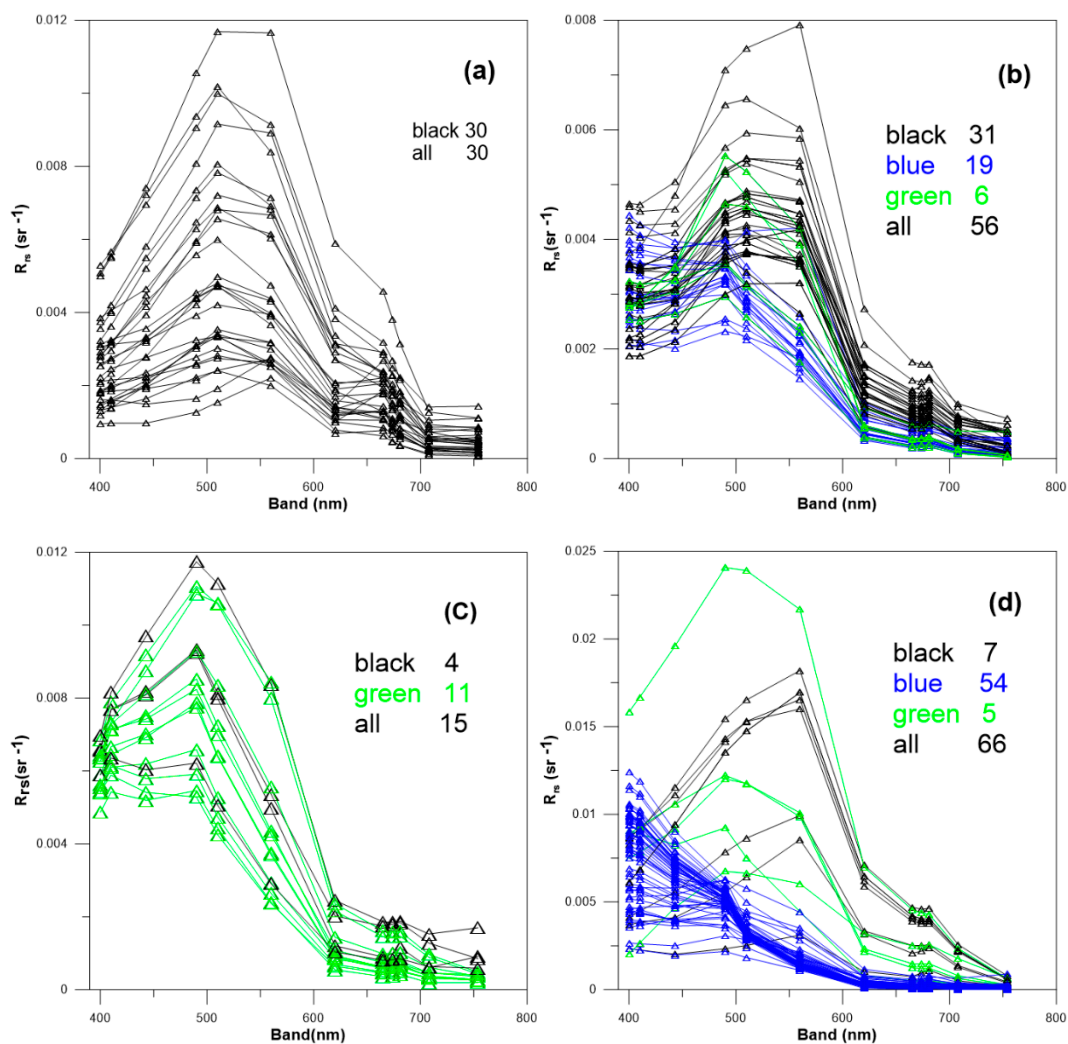 0.012
0.008
0.004
0
400
500
600
700
800
Band (nm)
Rrs (sr -1)
(a)
black 30
all 30
0.008
0.006
0.004
0.002
0
400
500
600
700
800
Band (nm)
Rrs (sr -1)
(b)
black 31
blue 19
green 6
all 56
0.012
0.008
0.004
0
400
500
600
700
800
Band(nm)
Rrs(sr -1)
(C)
black 4
green 11
all 15
0.025
0.02
0.015
0.01
0.005
0
400
500
600
700
800
Band (nm)
Rrs (sr -1)
(d)
black 7
blue 54
green 5
all 66